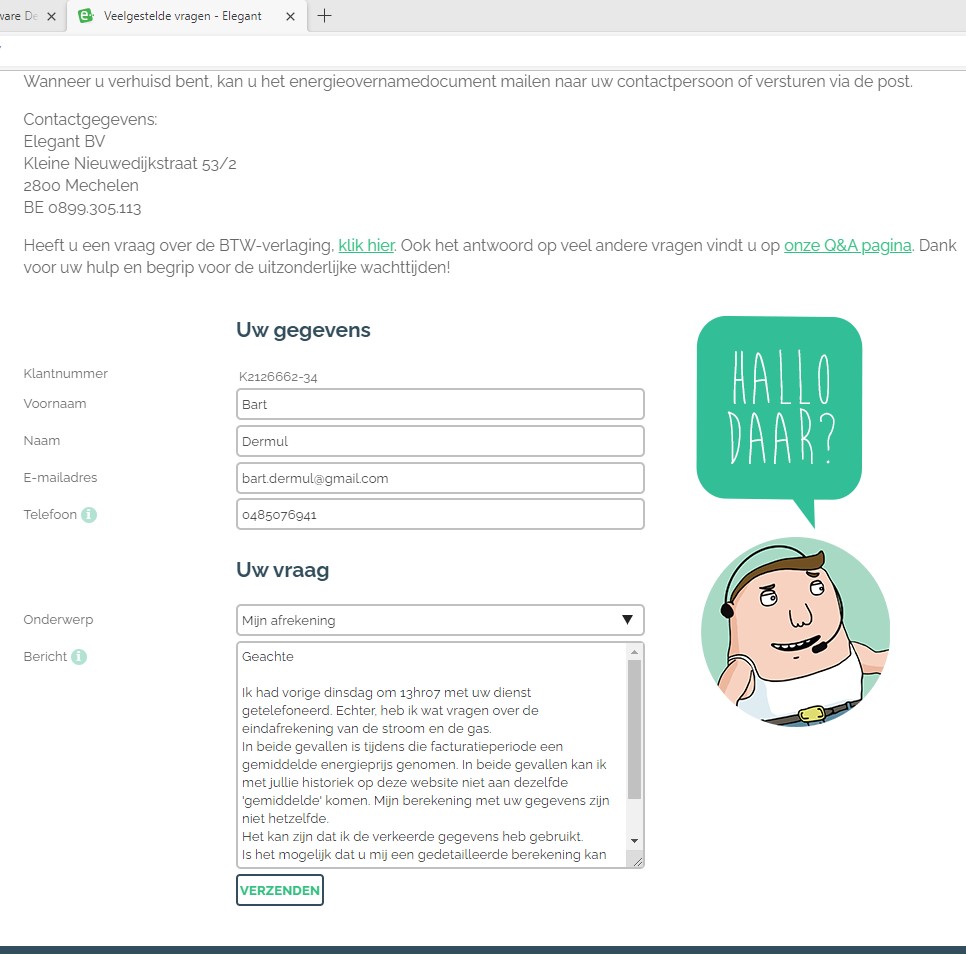 Veelgestelde vragen - Elegant
Wanneer u verhuisd bent, kan u het energieovernamedocument mailen naar uw contactpersoon of versturen via de post.
Contactgegevens:
Elegant BV
Kleine Nieuwedijkstraat 53/2
2800 Mechelen
BE 0899.305.113
Heeft u een vraag over de BTW-verlaging, klik hier. Ook het antwoord op veel andere vragen vindt u op onze Q&A pagina. Dank
voor uw hulp en begrip voor de uitzonderlijke wachttijden!
Uw gegevens
Klantnummer K2126662-34
Voornaam Bart
Naam Dermul
E-mailadres bart.dermul@gmail.com
Telefoon 0485076941
HALLO
DAAR?
Uw vraag
Onderwerp Mijn afrekening
Bericht Geachte
Ik had vorige dinsdag om 13hr07 met uw dienst
getelefoneerd. Echter, heb ik wat vragen over de
eindafrekening van de stroom en de gas.
In beide gevallen is tijdens die facturatieperiode een
gemiddelde energieprijs genomen. In beide gevallen kan ik
met jullie historiek op deze website niet aan dezelfde
'gemiddelde' komen. Mijn berekening met uw gegevens zijn
niet hetzelfde.
Het kan zijn dat ik de verkeerde gegevens heb gebruikt.
Is het mogelijk dat u mij een gedetailleerde berekening kan
VERZENDEN